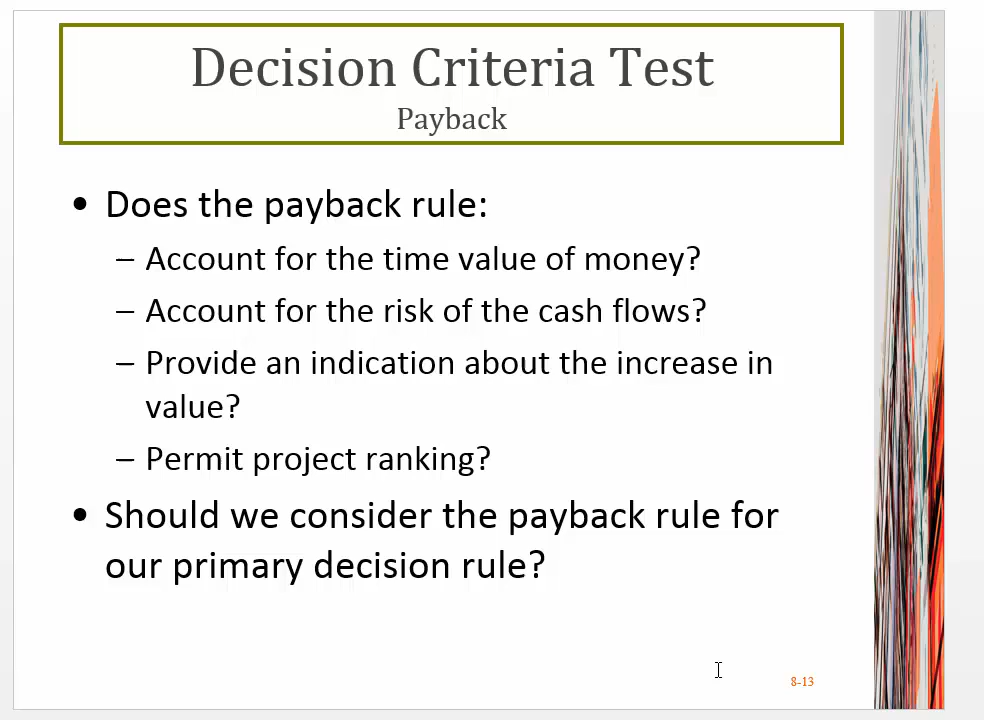 Decision Criteria Test
Payback
• Does the payback rule:
– Account for the time value of money?
– Account for the risk of the cash flows?
– Provide an indication about the increase in
value?
– Permit project ranking?
• Should we consider the payback rule for
our primary decision rule?
8-13